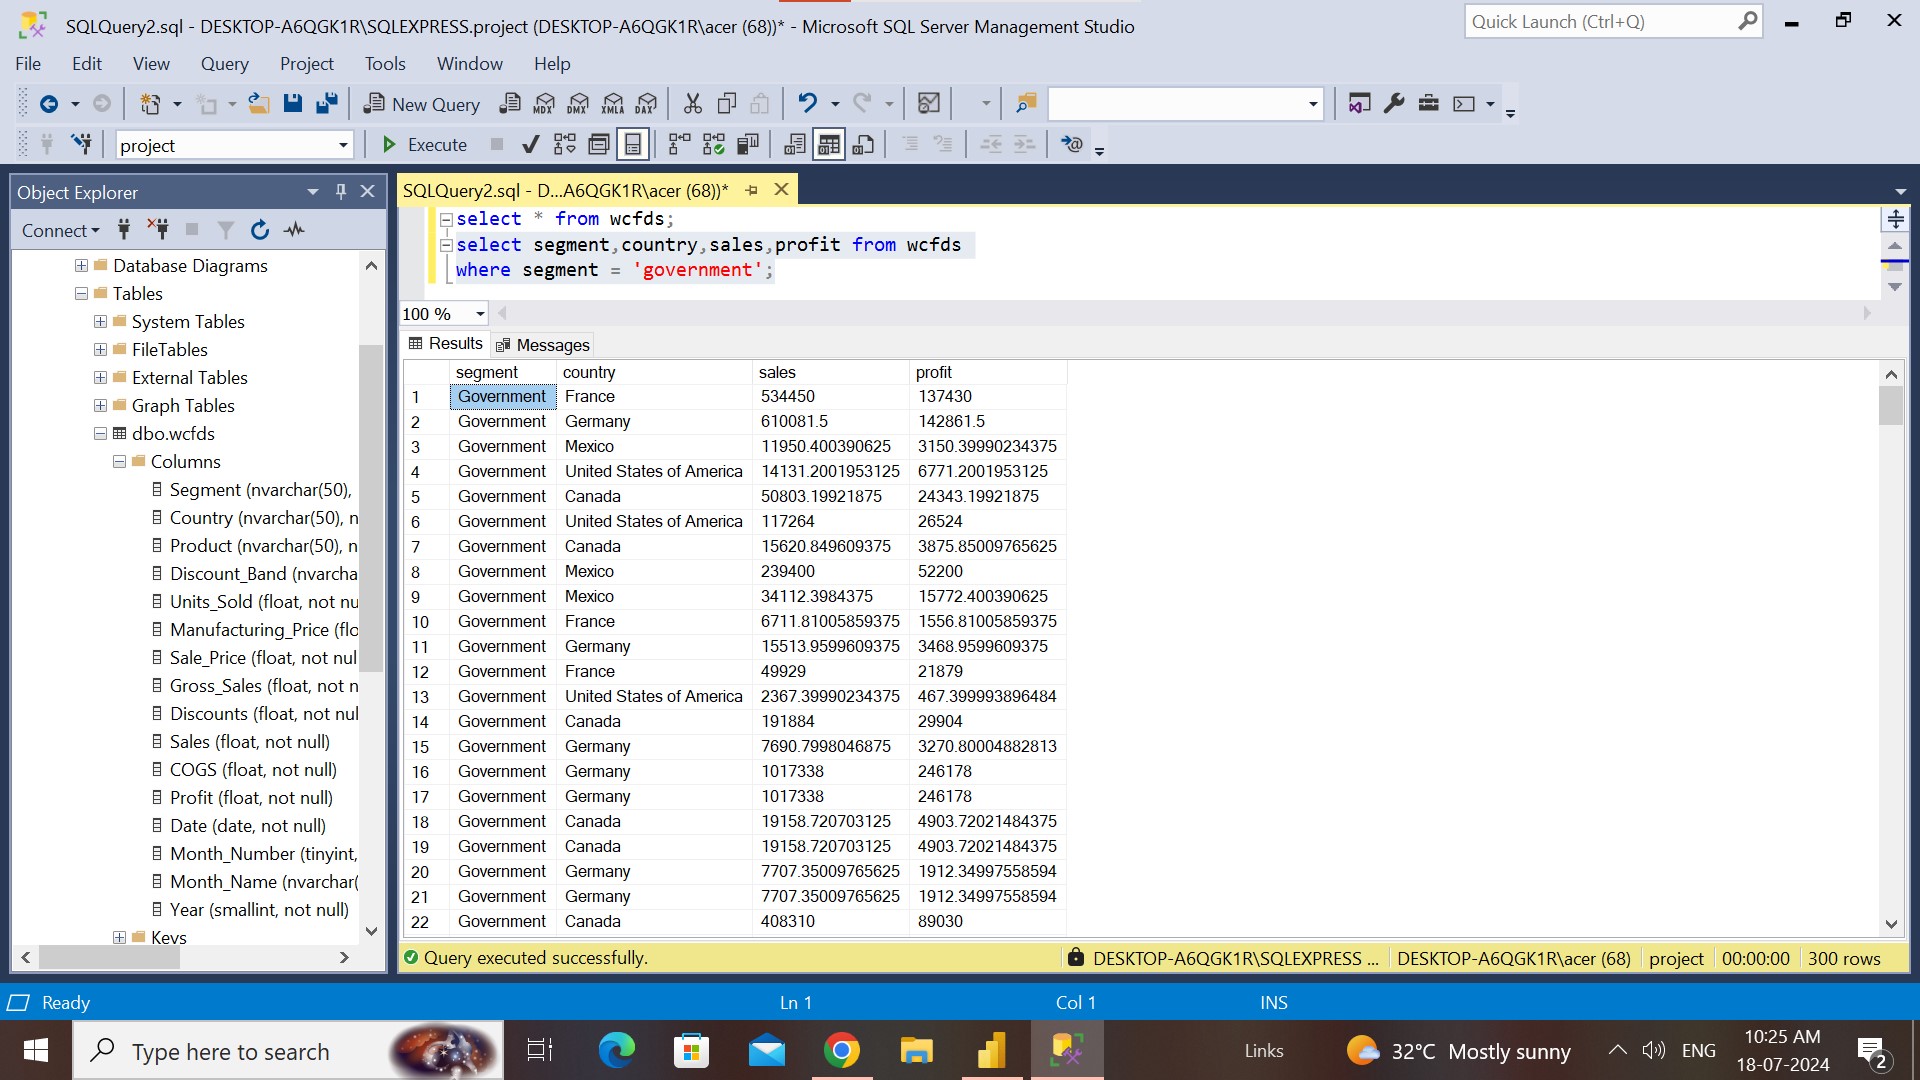 SQLQuery2.sql - DESKTOP-A6QGK1R\SQLEXPRESS.project (DESKTOP-A6QGK1R\acer (68))* - Microsoft SQL Server Management Studio
Quick Launch (Ctrl+Q)
File Edit View Query Project Tools Window Help
New Query MDX DMX XMLA DAX
project Execute
Object Explorer
SQLQuery2.sql - D...A6QGK1R\acer (68))*
Connect
select * from wcfds;
select segment,country,sales,profit from wcfds
where segment = 'government';
Database Diagrams
Tables
System Tables
FileTables
External Tables
Graph Tables
dbo.wcfds
Columns
Segment (nvarchar(50),
Country (nvarchar(50), n
Product (nvarchar(50), n
Discount_Band (nvarcha
Units_Sold (float, not nu
Manufacturing_Price (flo
Sale_Price (float, not nul
Gross_Sales (float, not n
Discounts (float, not nul
Sales (float, not null)
COGS (float, not null)
Profit (float, not null)
Date (date, not null)
Month_Number (tinyint,
Month_Name (nvarchar(
Year (smallint, not null)
Keys
100 %
Results Messages
segment country sales profit
1 Government France 534450 137430
2 Government Germany 610081.5 142861.5
3 Government Mexico 11950.400390625 3150.39990234375
4 Government United States of America 14131.2001953125 6771.2001953125
5 Government Canada 50803.19921875 24343.19921875
6 Government United States of America 117264 26524
7 Government Canada 15620.849609375 3875.85009765625
8 Government Mexico 239400 52200
9 Government Mexico 34112.3984375 15772.400390625
10 Government France 6711.81005859375 1556.81005859375
11 Government Germany 15513.9599609375 3468.9599609375
12 Government France 49929 21879
13 Government United States of America 2367.39990234375 467.399993896484
14 Government Canada 191884 29904
15 Government Germany 7690.7998046875 3270.80004882813
16 Government Germany 1017338 246178
17 Government Germany 1017338 246178
18 Government Canada 19158.720703125 4903.72021484375
19 Government Canada 19158.720703125 4903.72021484375
20 Government Germany 7707.35009765625 1912.34997558594
21 Government Germany 7707.35009765625 1912.34997558594
22 Government Canada 408310 89030
Query executed successfully. DESKTOP-A6QGK1R\SQLEXPRESS ... DESKTOP-A6QGK1R\acer (68) project 00:00:00 300 rows
Ready Ln 1 Col 1 INS
Type here to search Links 32°C Mostly sunny ENG 10:25 AM
18-07-2024 2